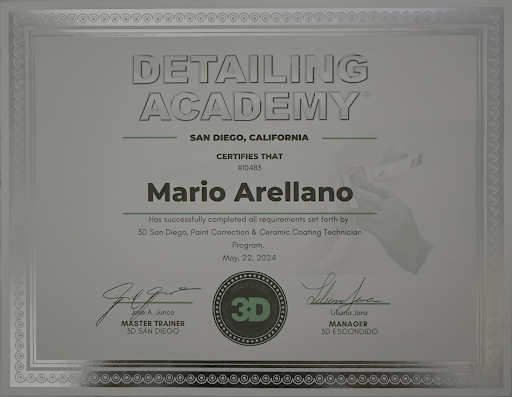 DETAILING
ACADEMY®
SAN DIEGO, CALIFORNIA
CERTIFIES THAT
#10483
Mario Arellano
Has successfully completed all requirements set forth by
3D San Diego, Paint Correction & Ceramic Coating Technician
Program.
May, 22, 2024
Jose A. Junco
MASTER TRAINER
3D SAN DIEGO
3D
Liliana Jara
MANAGER
3D ESCONDIDO